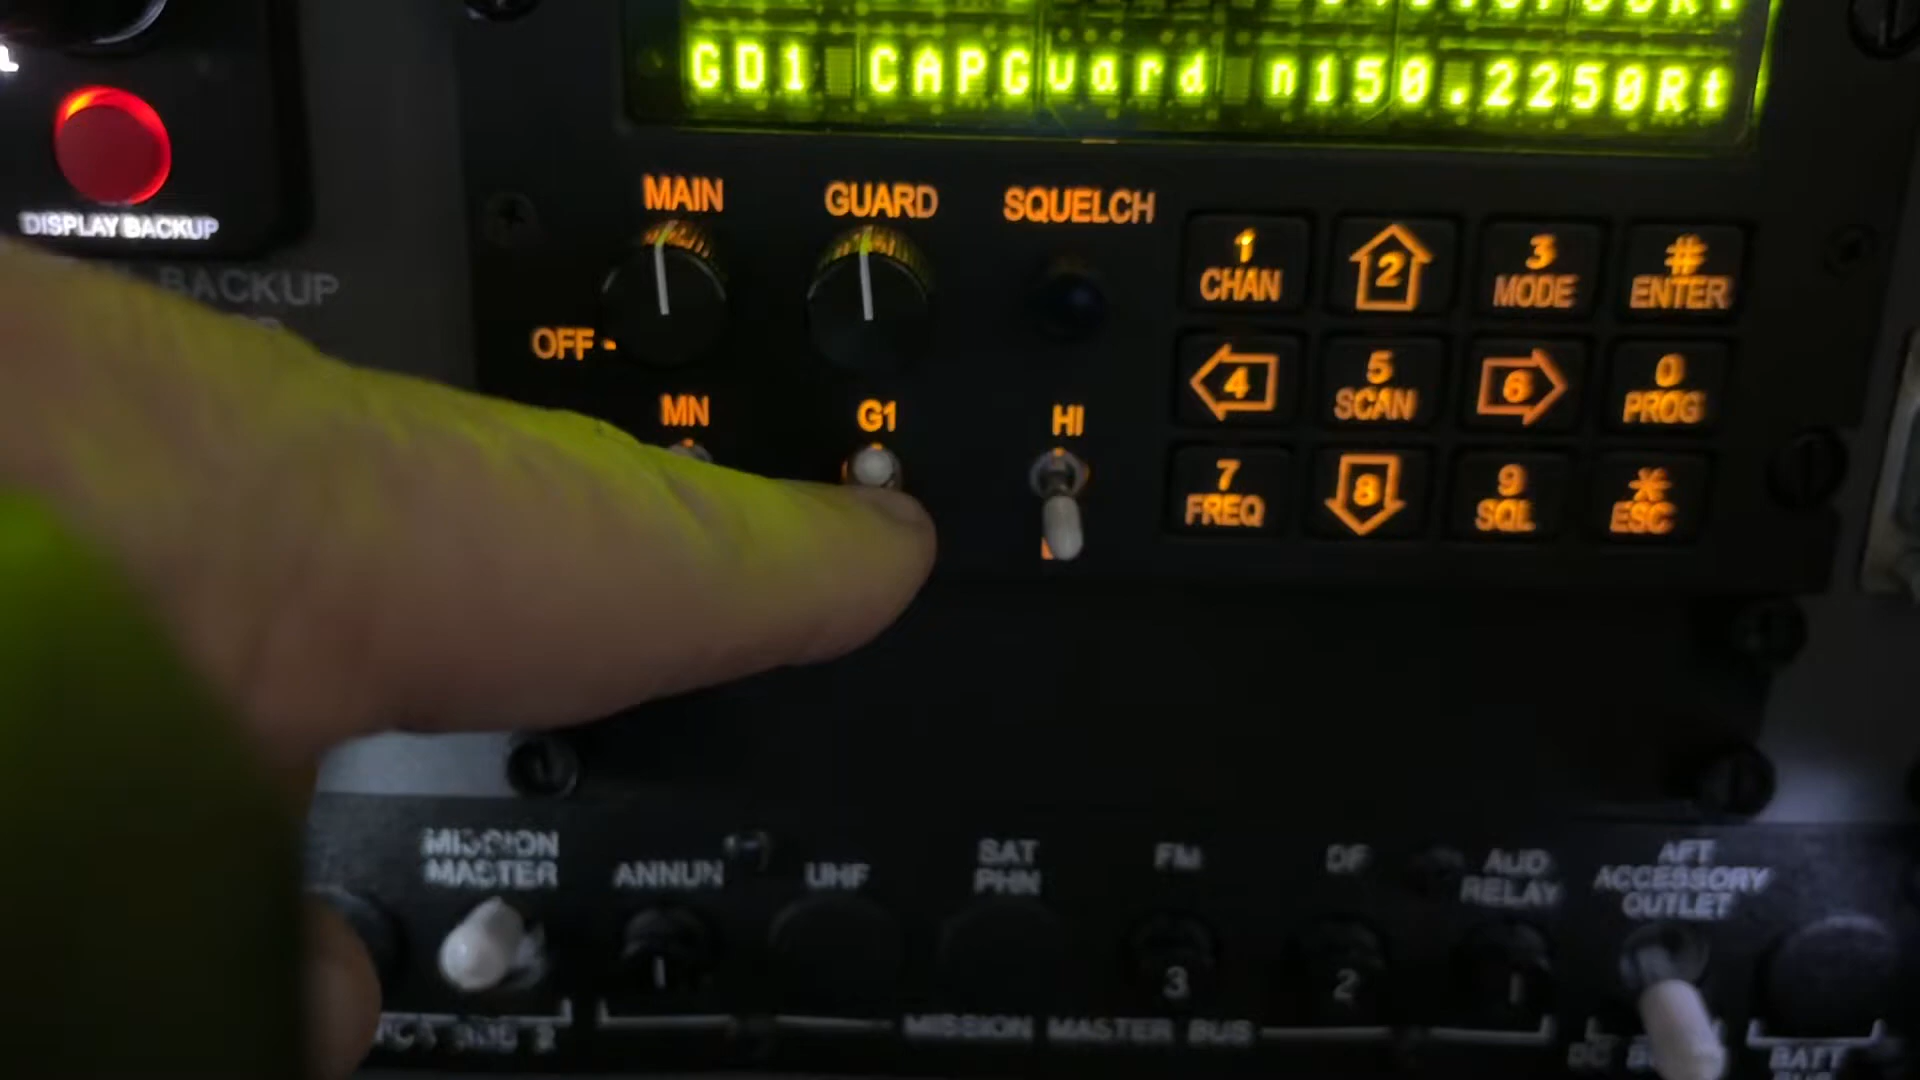 GD1 CAPGuard n150.2250Rt
DISPLAY BACKUP
BACKUP
MAIN
GUARD
SQUELCH
OFF
MN
G1
HI
1
CHAN
2
3
MODE
#
ENTER
4
5
SCAN
6
0
PROG
7
FREQ
8
9
SQL
*
ESC
MISSION
MASTER
ANNUN
UHF
SAT
PHN
FM
DF
AUD
RELAY
AFT
ACCESSORY
OUTLET
1
3
2
1
MISSION MASTER BUS
BATT